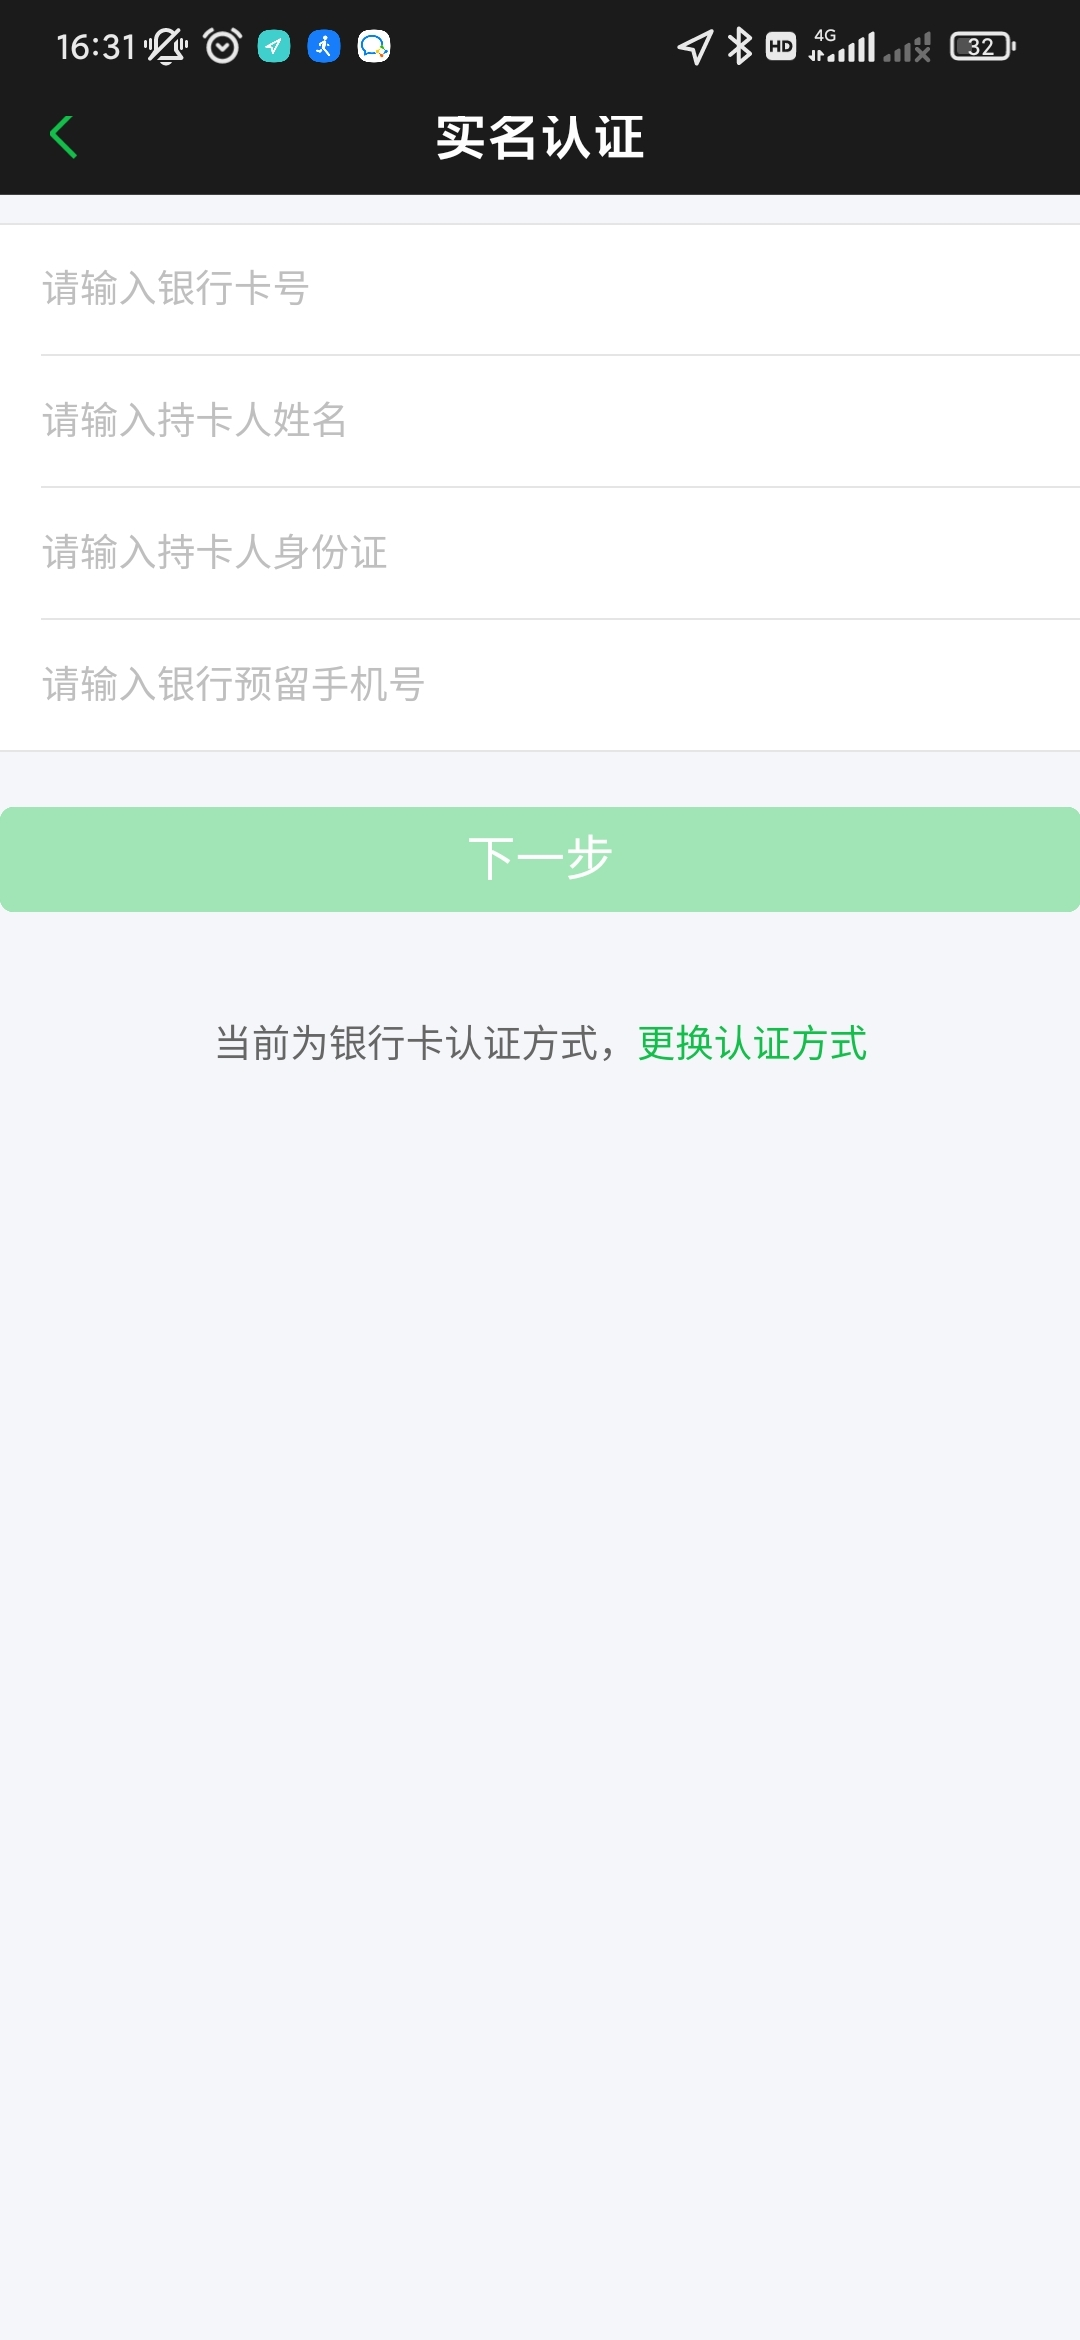 16:31 HD 4G 32
实名认证
请输入银行卡号
请输入持卡人姓名
请输入持卡人身份证
请输入银行预留手机号
下一步
当前为银行卡认证方式，更换认证方式